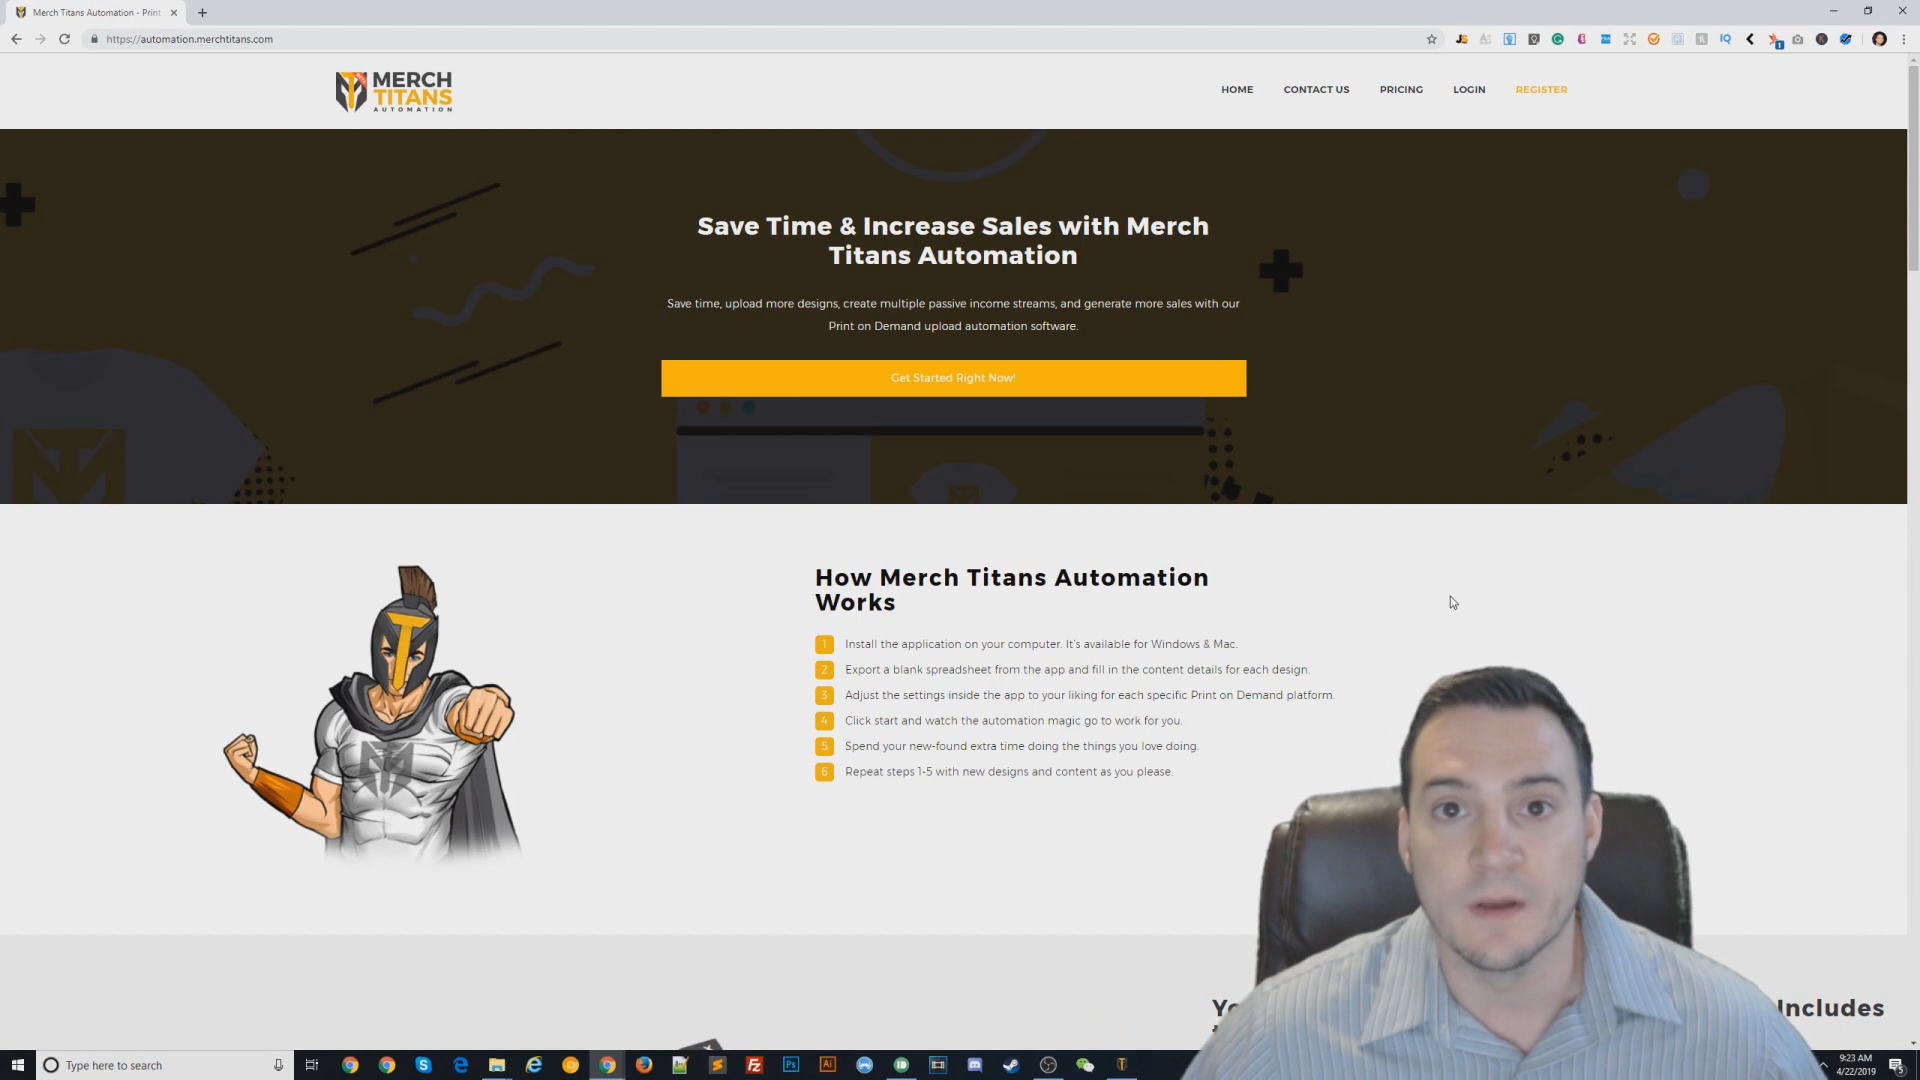 Merch Titans Automation - Print
https://automation.merchtitans.com
MERCH
TITANS
AUTOMATION
HOME
CONTACT US
PRICING
LOGIN
REGISTER
Save Time & Increase Sales with Merch
Titans Automation
Save time, upload more designs, create multiple passive income streams, and generate more sales with our
Print on Demand upload automation software.
Get Started Right Now!
How Merch Titans Automation
Works
1 Install the application on your computer. It's available for Windows & Mac.
2 Export a blank spreadsheet from the app and fill in the content details for each design.
3 Adjust the settings inside the app to your liking for each specific Print on Demand platform.
4 Click start and watch the automation magic go to work for you.
5 Spend your new-found extra time doing the things you love doing.
6 Repeat steps 1-5 with new designs and content as you please.
Includes
Type here to search
9:23 AM
4/22/2019